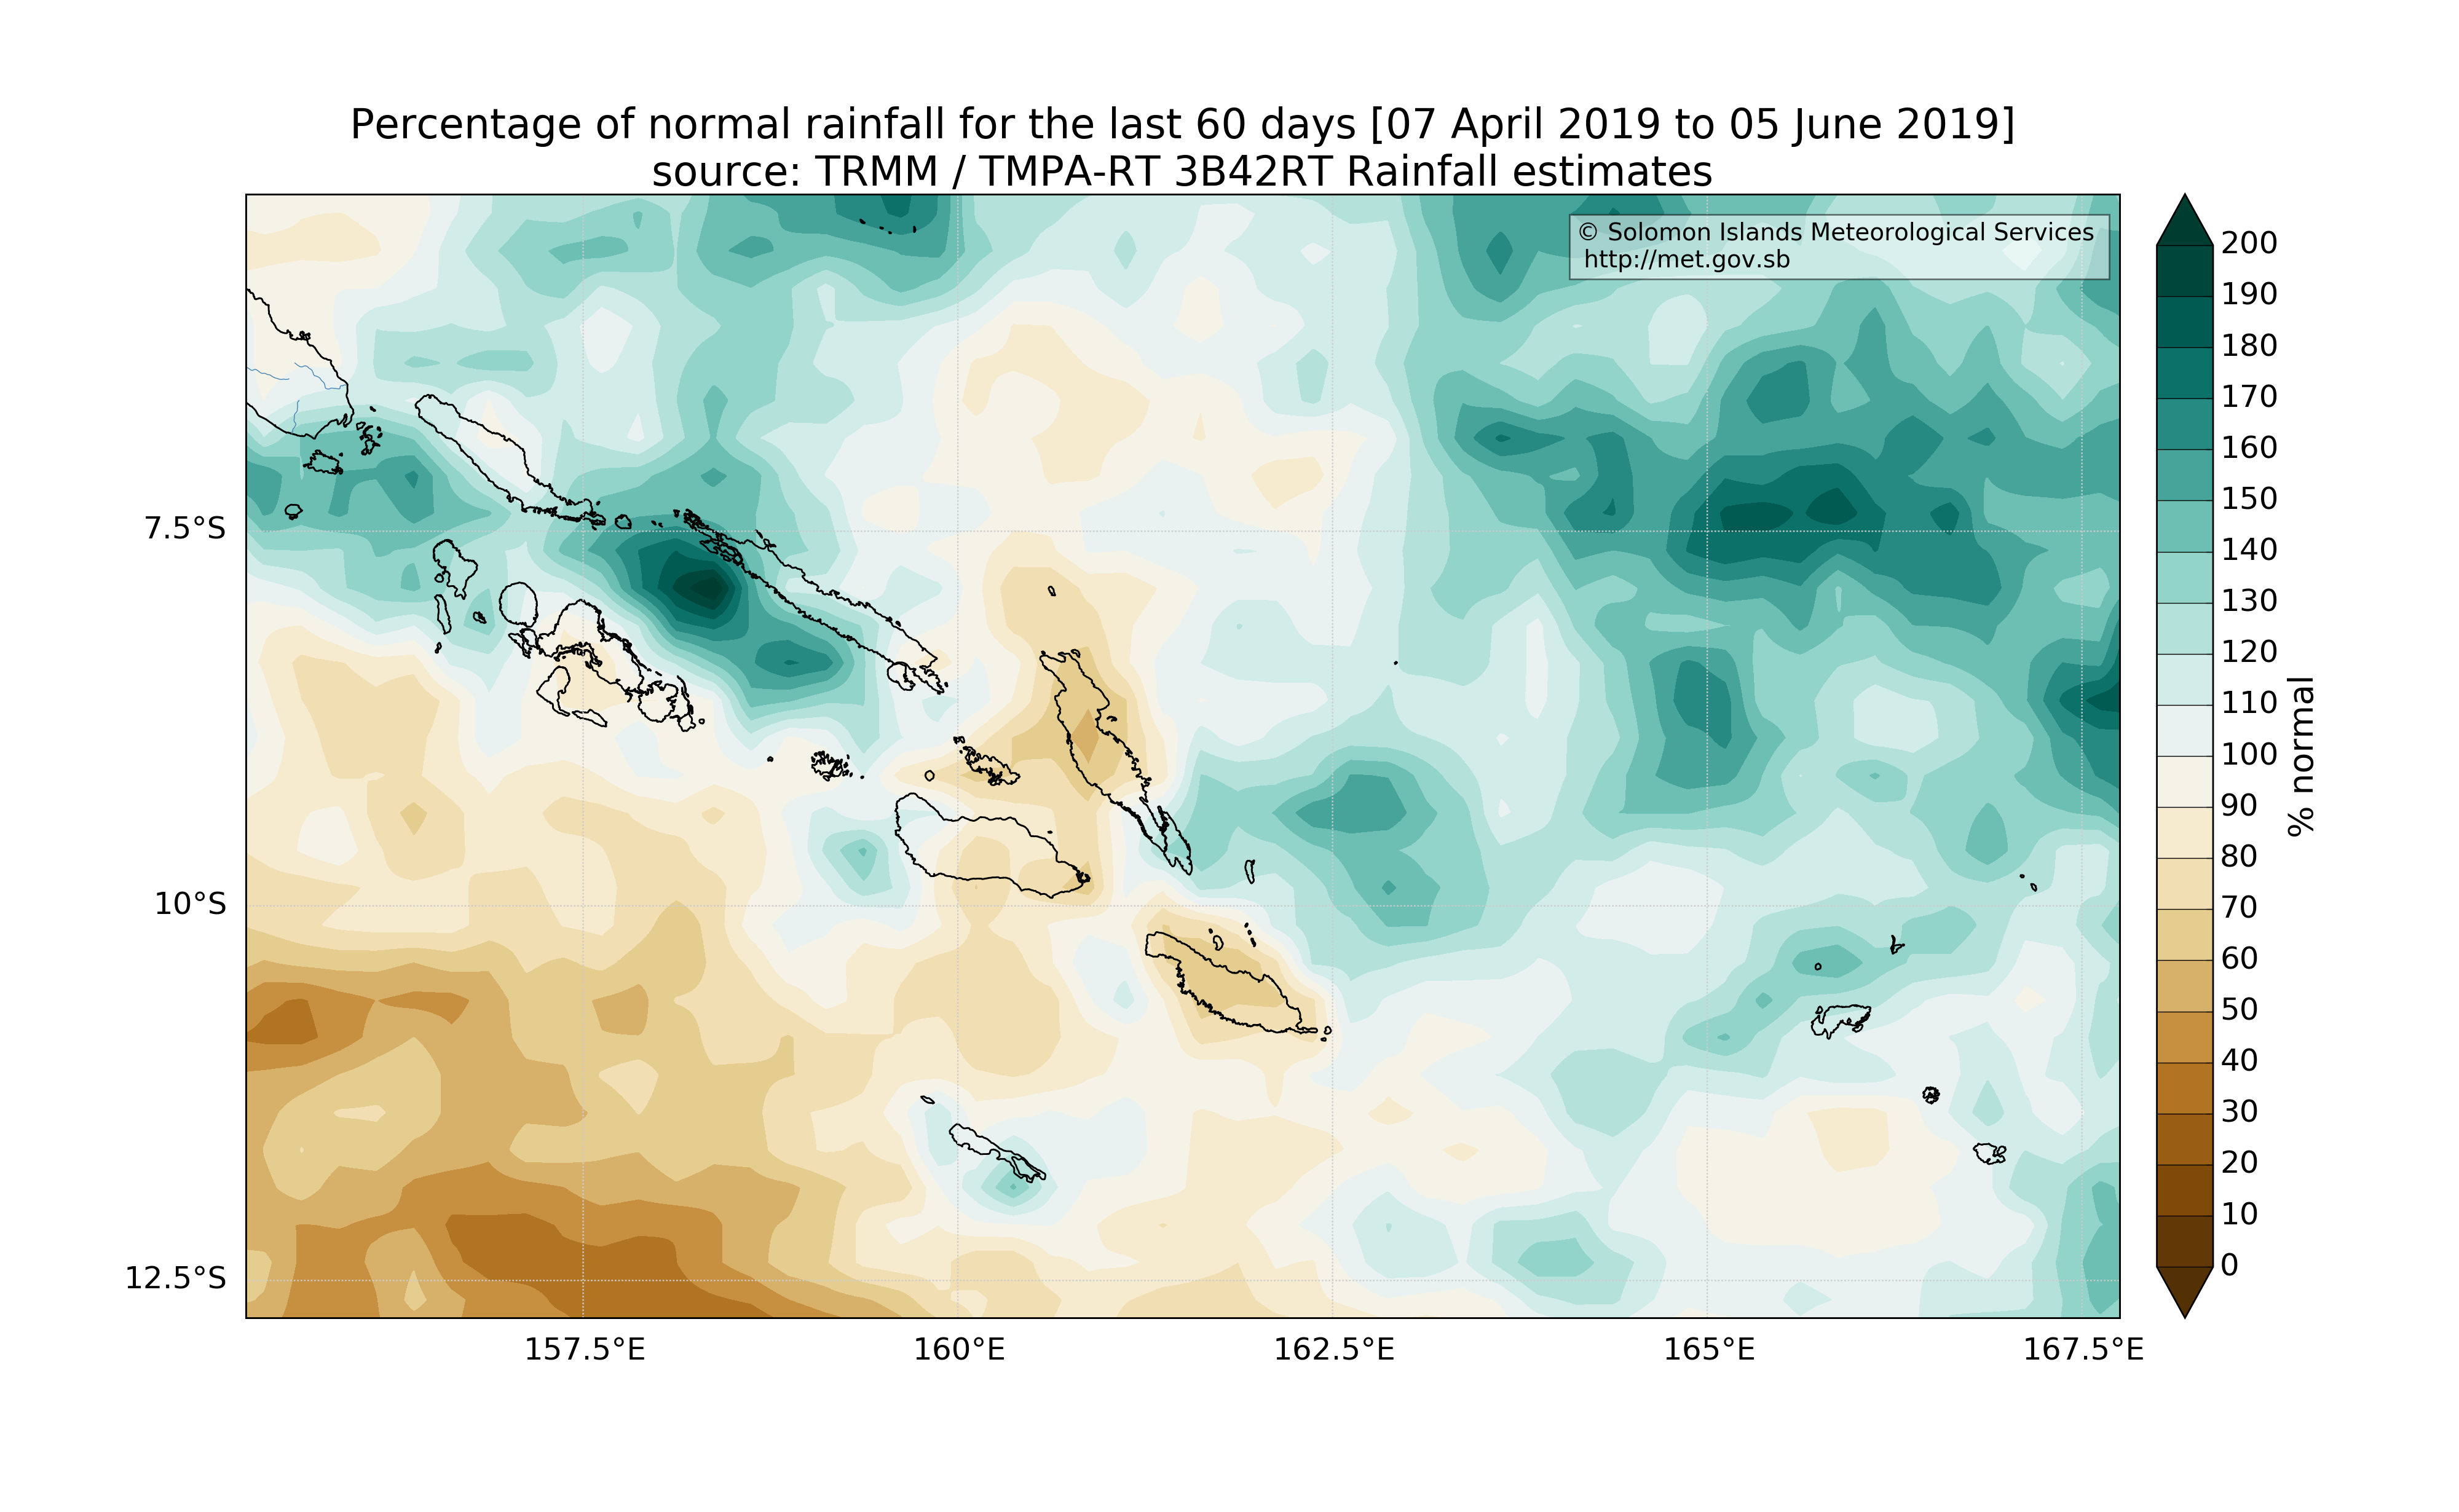 Percentage of normal rainfall for the last 60 days [07 April 2019 to 05 June 2019]
source: TRMM / TMPA-RT 3B42RT Rainfall estimates
© Solomon Islands Meteorological Services
http://met.gov.sb
7.5°S
10°S
12.5°S
157.5°E
160°E
162.5°E
165°E
167.5°E
200
190
180
170
160
150
140
130
120
110
100
90
80
70
60
50
40
30
20
10
0
% normal